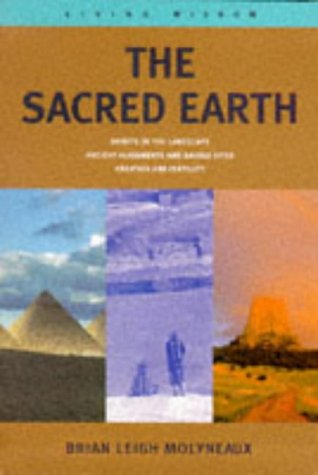 LIVING WISDOM
THE
SACRED EARTH
SPIRITS OF THE LANDSCAPE
ANCIENT ALIGNMENTS AND SACRED SITES
CREATION AND FERTILITY
BRIAN LEIGH MOLYNEAUX